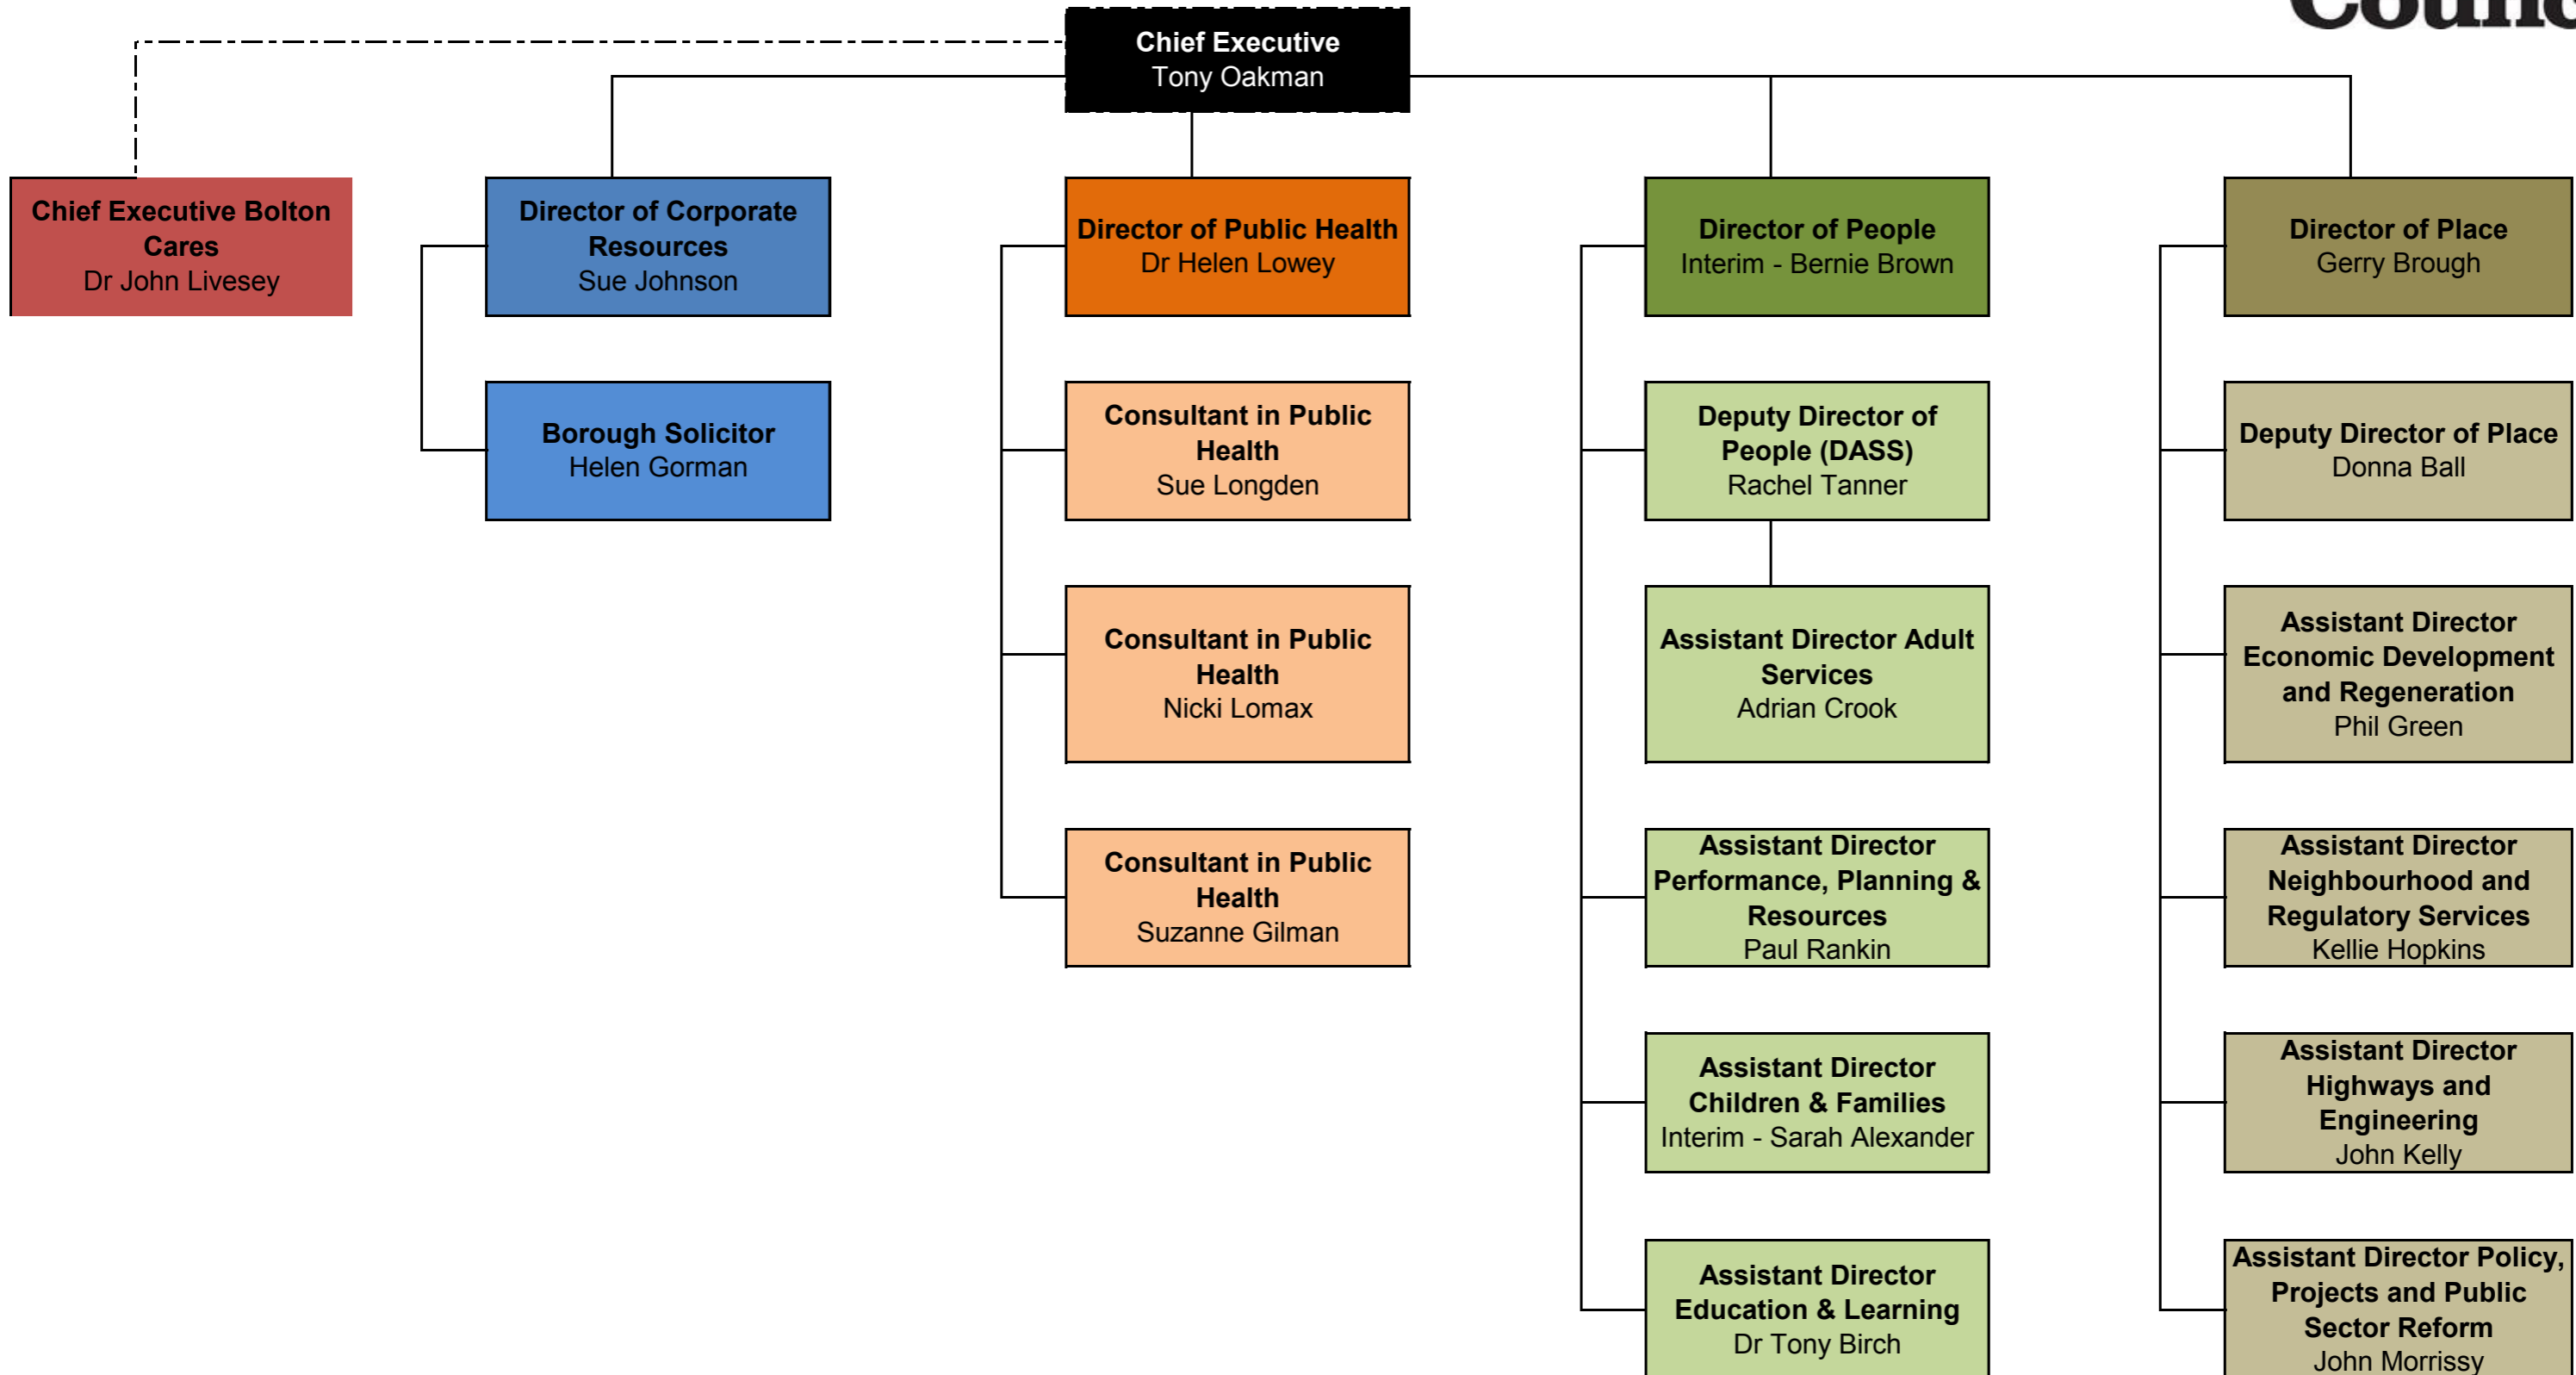 Chief Executive
Tony Oakman
Chief Executive Bolton
Cares
Dr John Livesey
Director of Corporate
Resources
Sue Johnson
Director of Public Health
Dr Helen Lowey
Director of People
Interim - Bernie Brown
Director of Place
Gerry Brough
Borough Solicitor
Helen Gorman
Consultant in Public
Health
Sue Longden
Deputy Director of
People (DASS)
Rachel Tanner
Deputy Director of Place
Donna Ball
Consultant in Public
Health
Nicki Lomax
Assistant Director Adult
Services
Adrian Crook
Assistant Director
Economic Development
and Regeneration
Phil Green
Consultant in Public
Health
Suzanne Gilman
Assistant Director
Performance, Planning &
Resources
Paul Rankin
Assistant Director
Neighbourhood and
Regulatory Services
Kellie Hopkins
Assistant Director
Children & Families
Interim - Sarah Alexander
Assistant Director
Highways and
Engineering
John Kelly
Assistant Director
Education & Learning
Dr Tony Birch
Assistant Director Policy,
Projects and Public
Sector Reform
John Morrissy